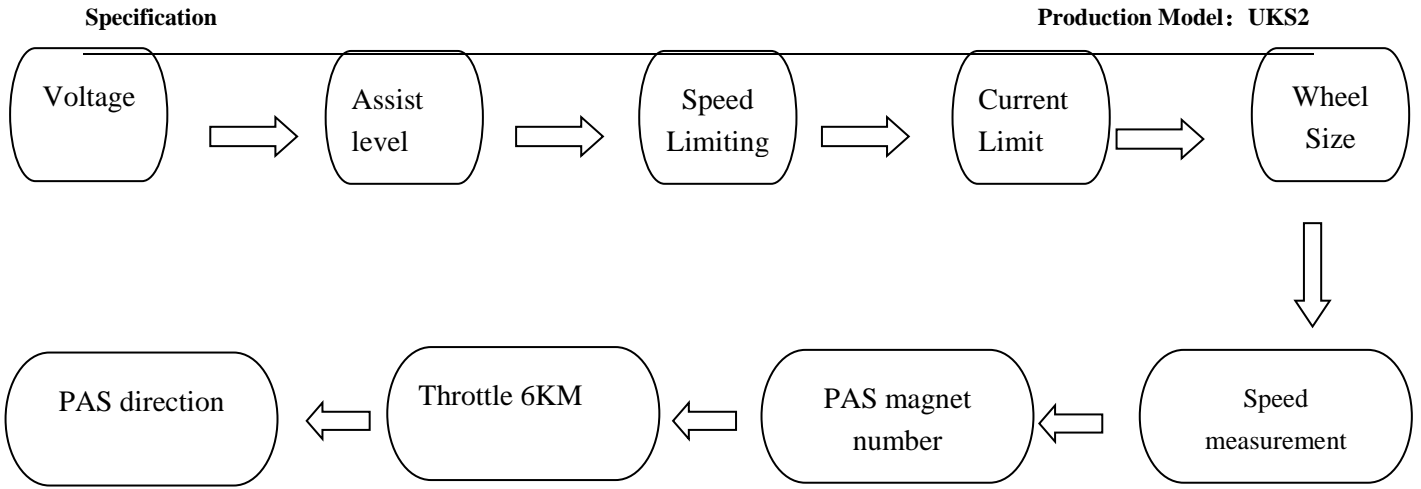 Specification
Production Model：UKS2
Voltage
Assist
level
Speed
Limiting
Current
Limit
Wheel
Size
Speed
measurement
PAS magnet
number
Throttle 6KM
PAS direction